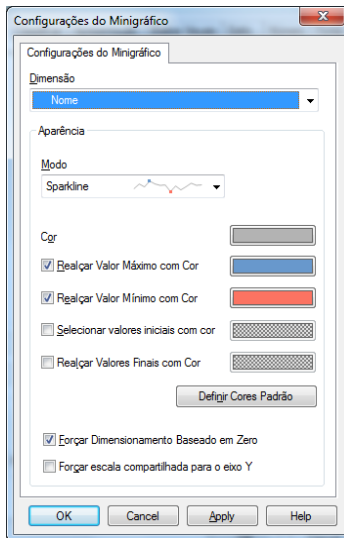 Configurações do Minigráfico
Configurações do Minigráfico
Dimensão
Nome
Aparência
Modo
Sparkline
Cor
Realçar Valor Máximo com Cor
Realçar Valor Mínimo com Cor
Selecionar valores iniciais com cor
Realçar Valores Finais com Cor
Definir Cores Padrão
Forçar Dimensionamento Baseado em Zero
Forçar escala compartilhada para o eixo Y
OK Cancel Apply Help